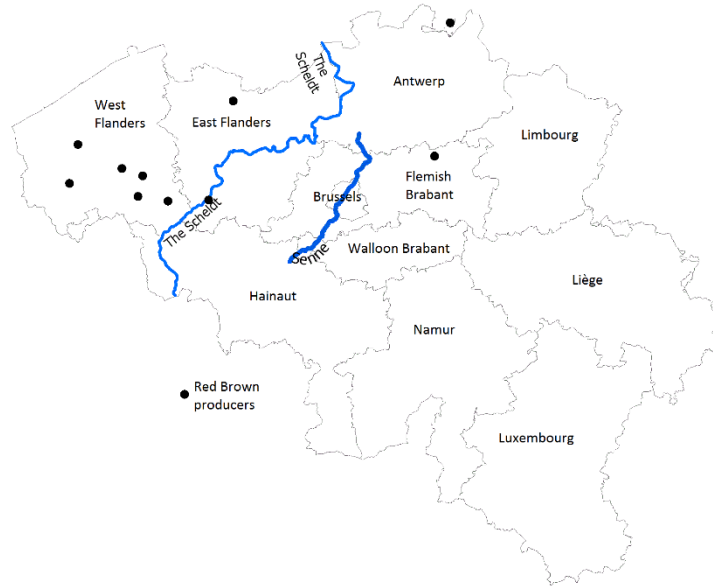 The
Scheldt
Antwerp
West
Flanders
East Flanders
Limbourg
Flemish
Brabant
Brussels
The Scheldt
Walloon Brabant
Senne
Liège
Hainaut
Namur
Red Brown
producers
Luxembourg